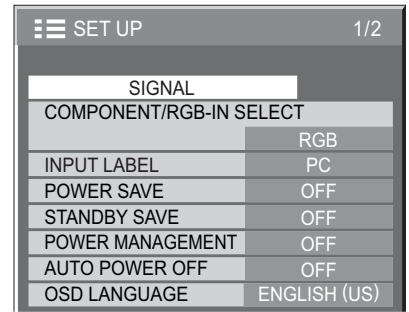 SET UP 1/2
SIGNAL
COMPONENT/RGB-IN SELECT
RGB
INPUT LABEL PC
POWER SAVE OFF
STANDBY SAVE OFF
POWER MANAGEMENT OFF
AUTO POWER OFF OFF
OSD LANGUAGE ENGLISH (US)